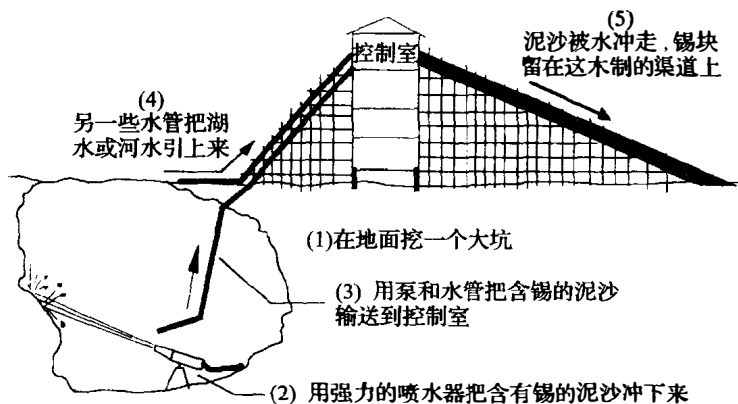 (5)
泥沙被水冲走，锡块
留在这木制的渠道上
控制室
(4)
另一些水管把湖
水或河水引上来
(1)在地面挖一个大坑
(3) 用泵和水管把含锡的泥沙
输送到控制室
(2) 用强力的喷水器把含有锡的泥沙冲下来